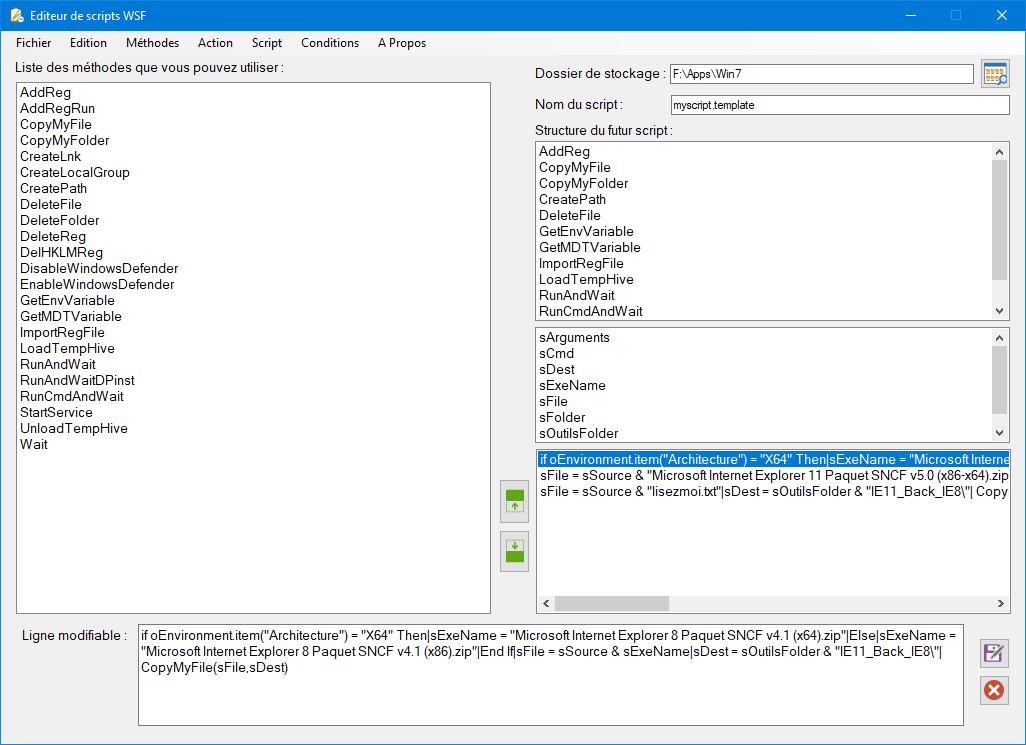 Editeur de scripts WSF
Fichier Edition Méthodes Action Script Conditions A Propos
Liste des méthodes que vous pouvez utiliser :
AddReg
AddRegRun
CopyMyFile
CopyMyFolder
CreateLnk
CreateLocalGroup
CreatePath
DeleteFile
DeleteFolder
DeleteReg
DelHKLMReg
DisableWindowsDefender
EnableWindowsDefender
GetEnvVariable
GetMDTVariable
ImportRegFile
LoadTempHive
RunAndWait
RunAndWaitDPinst
RunCmdAndWait
StartService
UnloadTempHive
Wait
Dossier de stockage : F:\Apps\Win7
Nom du script : myscript.template
Structure du futur script :
AddReg
CopyMyFile
CopyMyFolder
CreatePath
DeleteFile
GetEnvVariable
GetMDTVariable
ImportRegFile
LoadTempHive
RunAndWait
RunCmdAndWait
sArguments
sCmd
sDest
sExeName
sFile
sFolder
sOutilsFolder
if oEnvironment.item("Architecture") = "X64" Then|sExeName = "Microsoft Interne
sFile = sSource & "Microsoft Internet Explorer 11 Paquet SNCF v5.0 (x86-x64).zip
sFile = sSource & "lisezmoi.txt"|sDest = sOutilsFolder & "IE11_Back_IE8\"| Copy
Ligne modifiable :
if oEnvironment.item("Architecture") = "X64" Then|sExeName = "Microsoft Internet Explorer 8 Paquet SNCF v4.1 (x64).zip"|Else|sExeName =
"Microsoft Internet Explorer 8 Paquet SNCF v4.1 (x86).zip"|End If|sFile = sSource & sExeName|sDest = sOutilsFolder & "IE11_Back_IE8\"|
CopyMyFile(sFile,sDest)